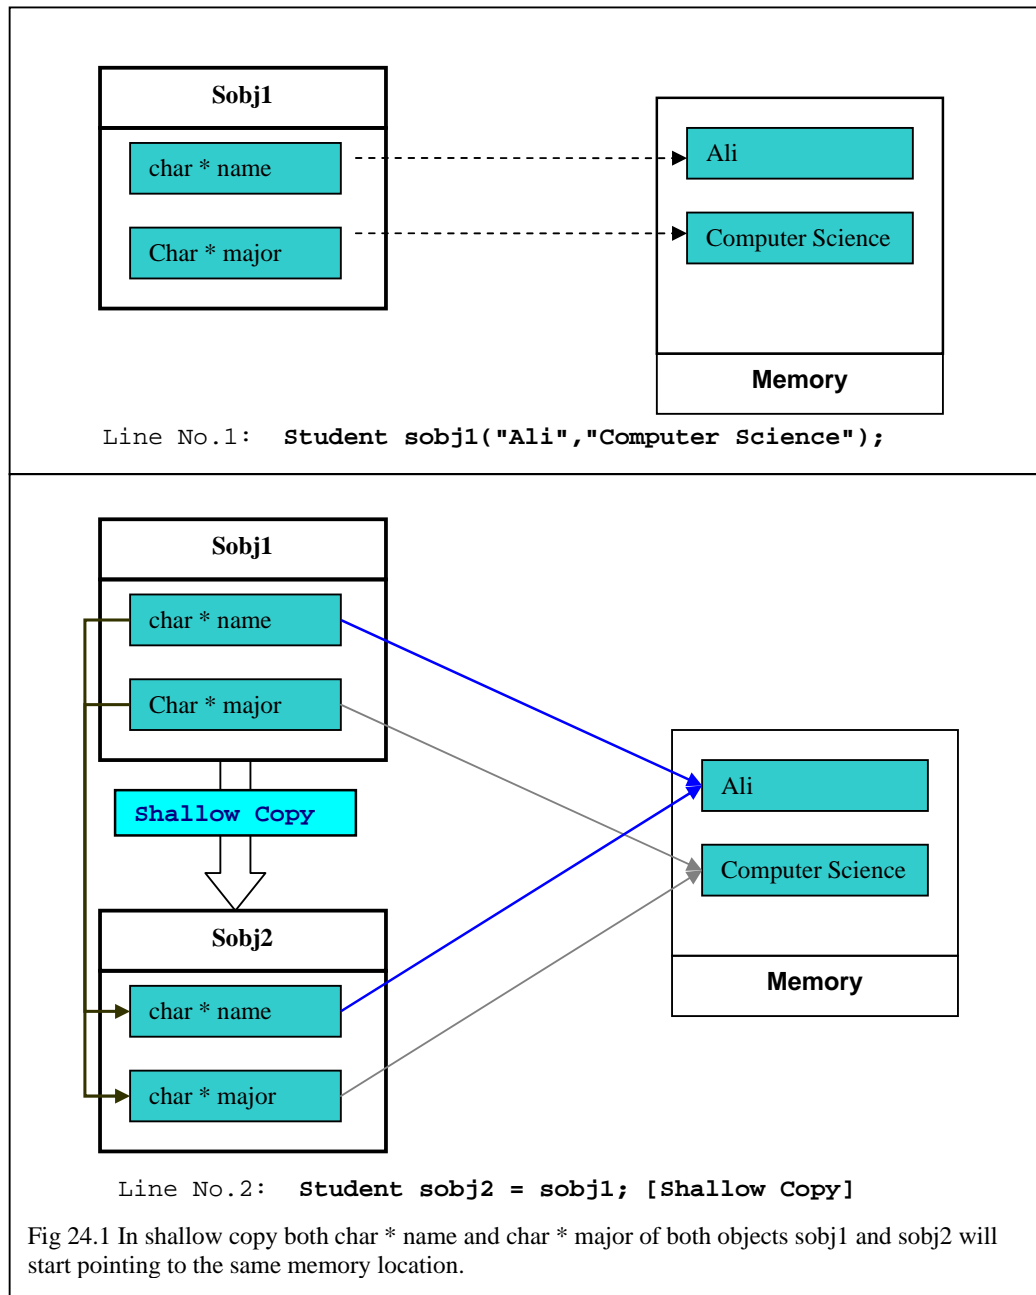 Sobj1
char * name
Char * major
Ali
Computer Science
Memory
Line No.1: Student sobj1("Ali","Computer Science");
Sobj1
char * name
Char * major
Shallow Copy
Sobj2
char * name
char * major
Ali
Computer Science
Memory
Line No.2: Student sobj2 = sobj1; [Shallow Copy]
Fig 24.1 In shallow copy both char * name and char * major of both objects sobj1 and sobj2 will
start pointing to the same memory location.